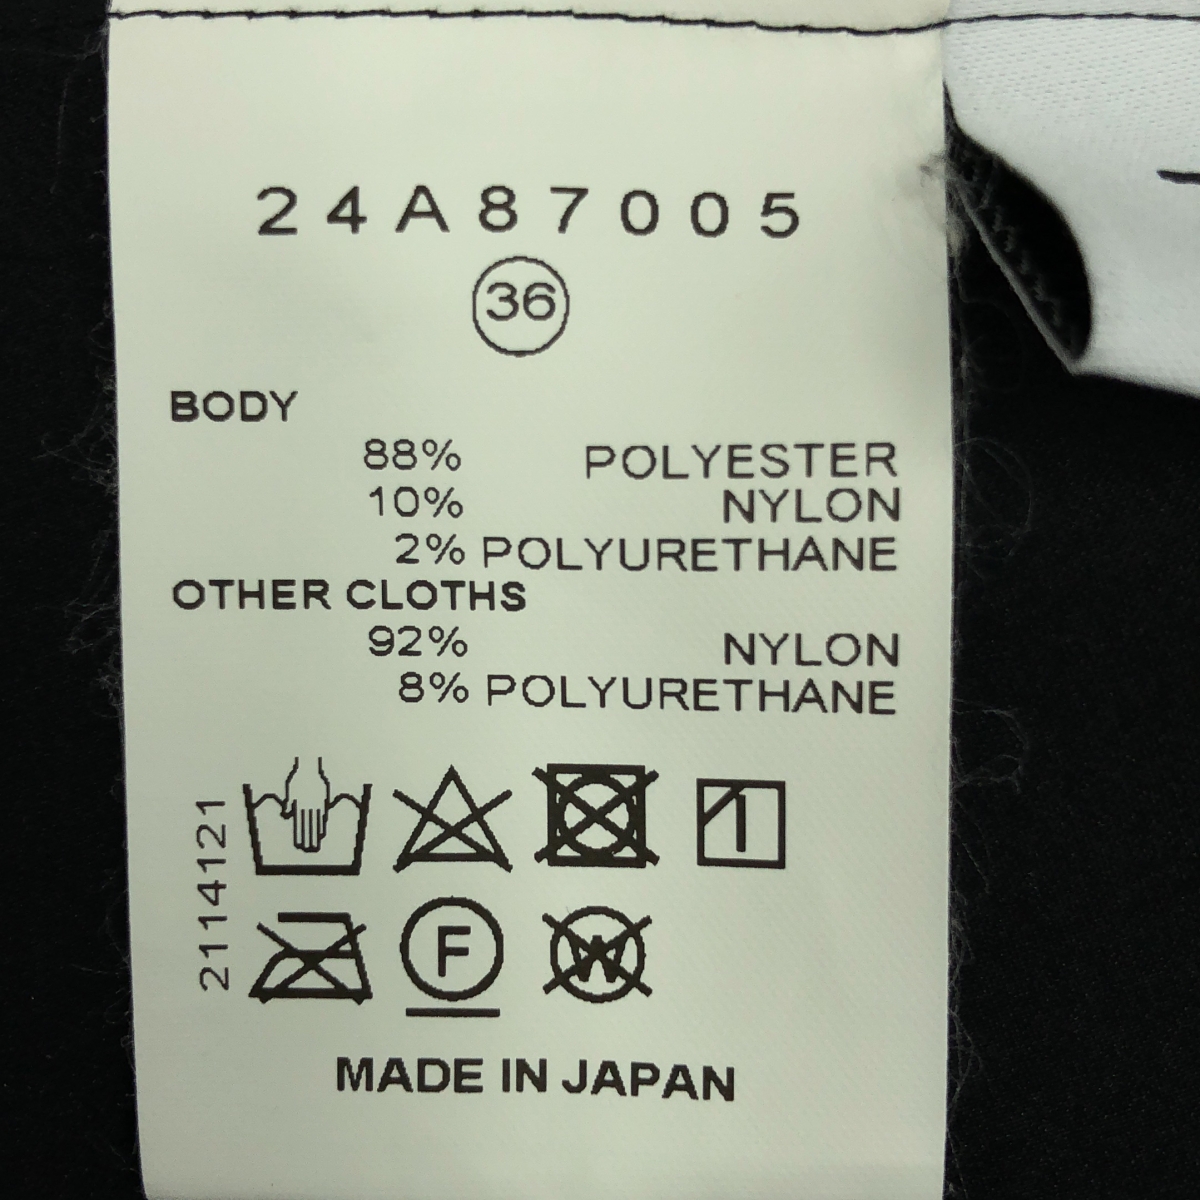 24A87005
36
BODY
88% POLYESTER
10% NYLON
2% POLYURETHANE
OTHER CLOTHS
92% NYLON
8% POLYURETHANE
2114121
F
W
MADE IN JAPAN